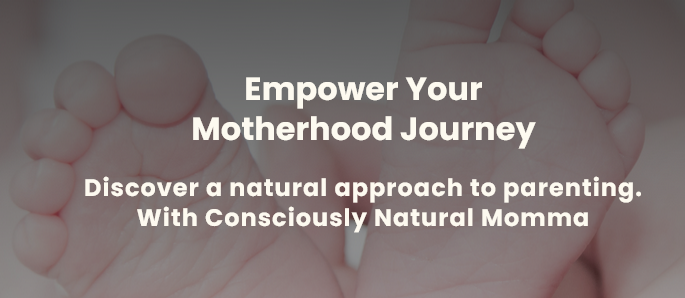 Empower Your
Motherhood Journey
Discover a natural approach to parenting.
With Consciously Natural Momma